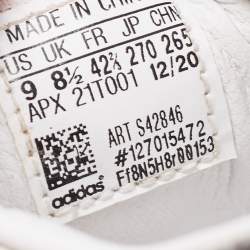 MADE IN CHINA
US UK FR JP CHN
9 8½ 42⅔ 270 265
APX 21T001 12/20
ART S42846
#127015472
Ff8N5H8r00153
adidas